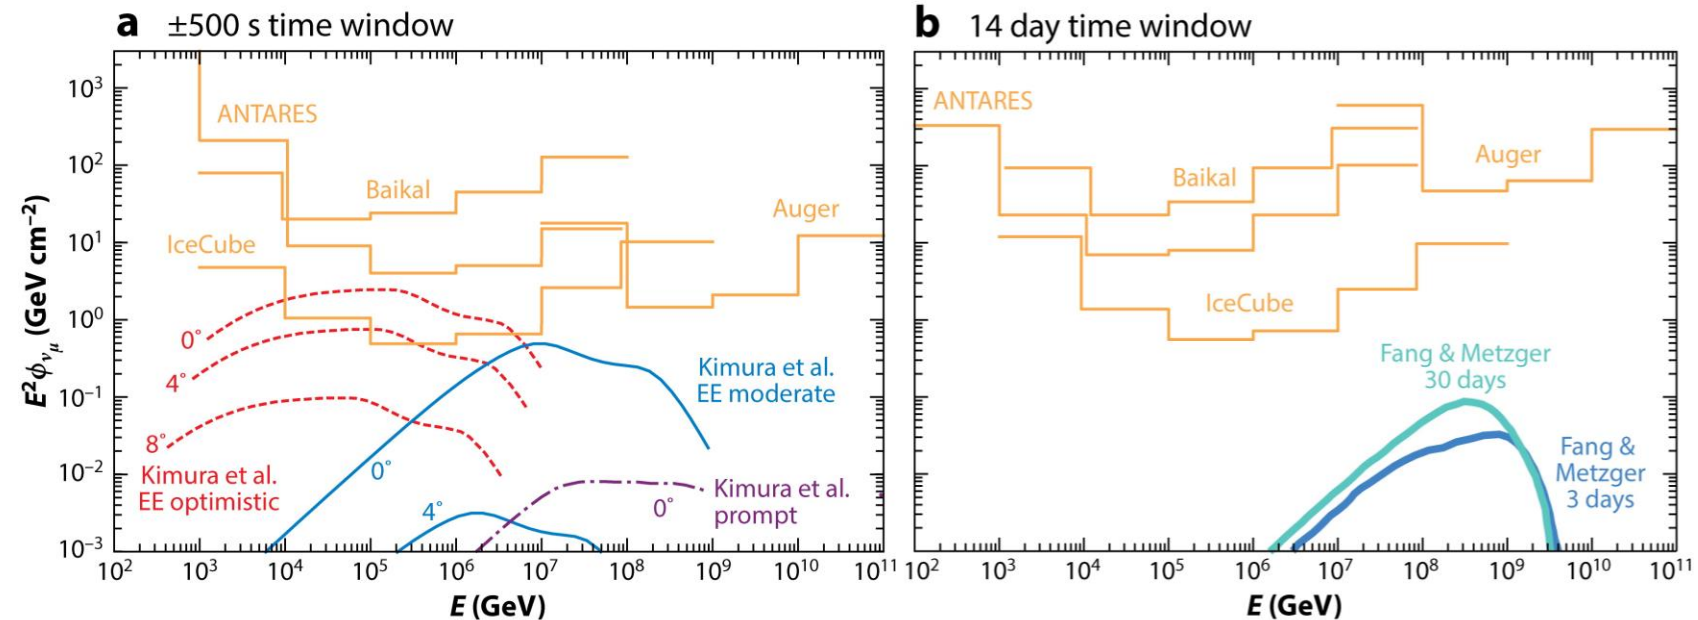 a ±500 s time window
b 14 day time window
E²ϕνμ (GeV cm⁻²)
10³
10²
10¹
10⁰
10⁻¹
10⁻²
10⁻³
ANTARES
Baikal
Auger
IceCube
0°
4°
8°
Kimura et al.
EE optimistic
0°
4°
Kimura et al.
EE moderate
0°
Kimura et al.
prompt
10² 10³ 10⁴ 10⁵ 10⁶ 10⁷ 10⁸ 10⁹ 10¹⁰ 10¹¹
E (GeV)
ANTARES
Baikal
Auger
IceCube
Fang & Metzger
30 days
Fang &
Metzger
3 days
10² 10³ 10⁴ 10⁵ 10⁶ 10⁷ 10⁸ 10⁹ 10¹⁰ 10¹¹
E (GeV)